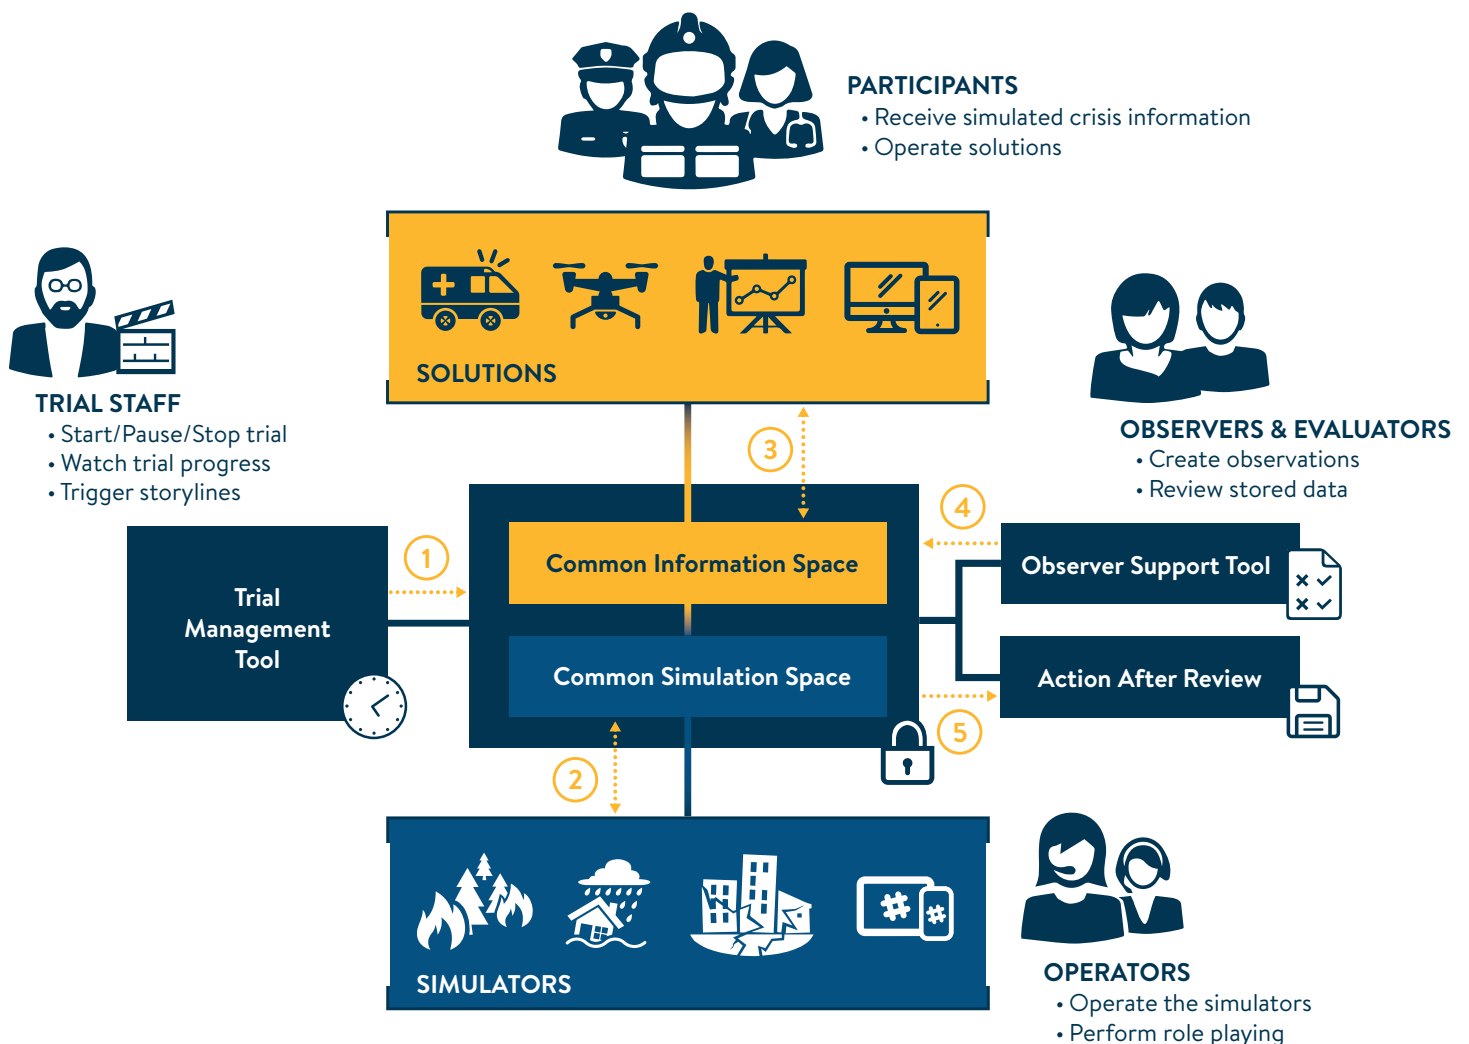 PARTICIPANTS
• Receive simulated crisis information
• Operate solutions
SOLUTIONS
TRIAL STAFF
• Start/Pause/Stop trial
• Watch trial progress
• Trigger storylines
OBSERVERS & EVALUATORS
• Create observations
• Review stored data
3
4
1
Common Information Space
Observer Support Tool
Trial
Management
Tool
Common Simulation Space
Action After Review
5
2
SIMULATORS
OPERATORS
• Operate the simulators
• Perform role playing